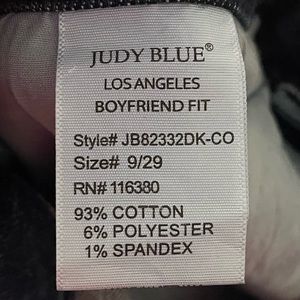 JUDY BLUE®
LOS ANGELES
BOYFRIEND FIT
Style# JB82332DK-CO
Size# 9/29
RN# 116380
93% COTTON
6% POLYESTER
1% SPANDEX